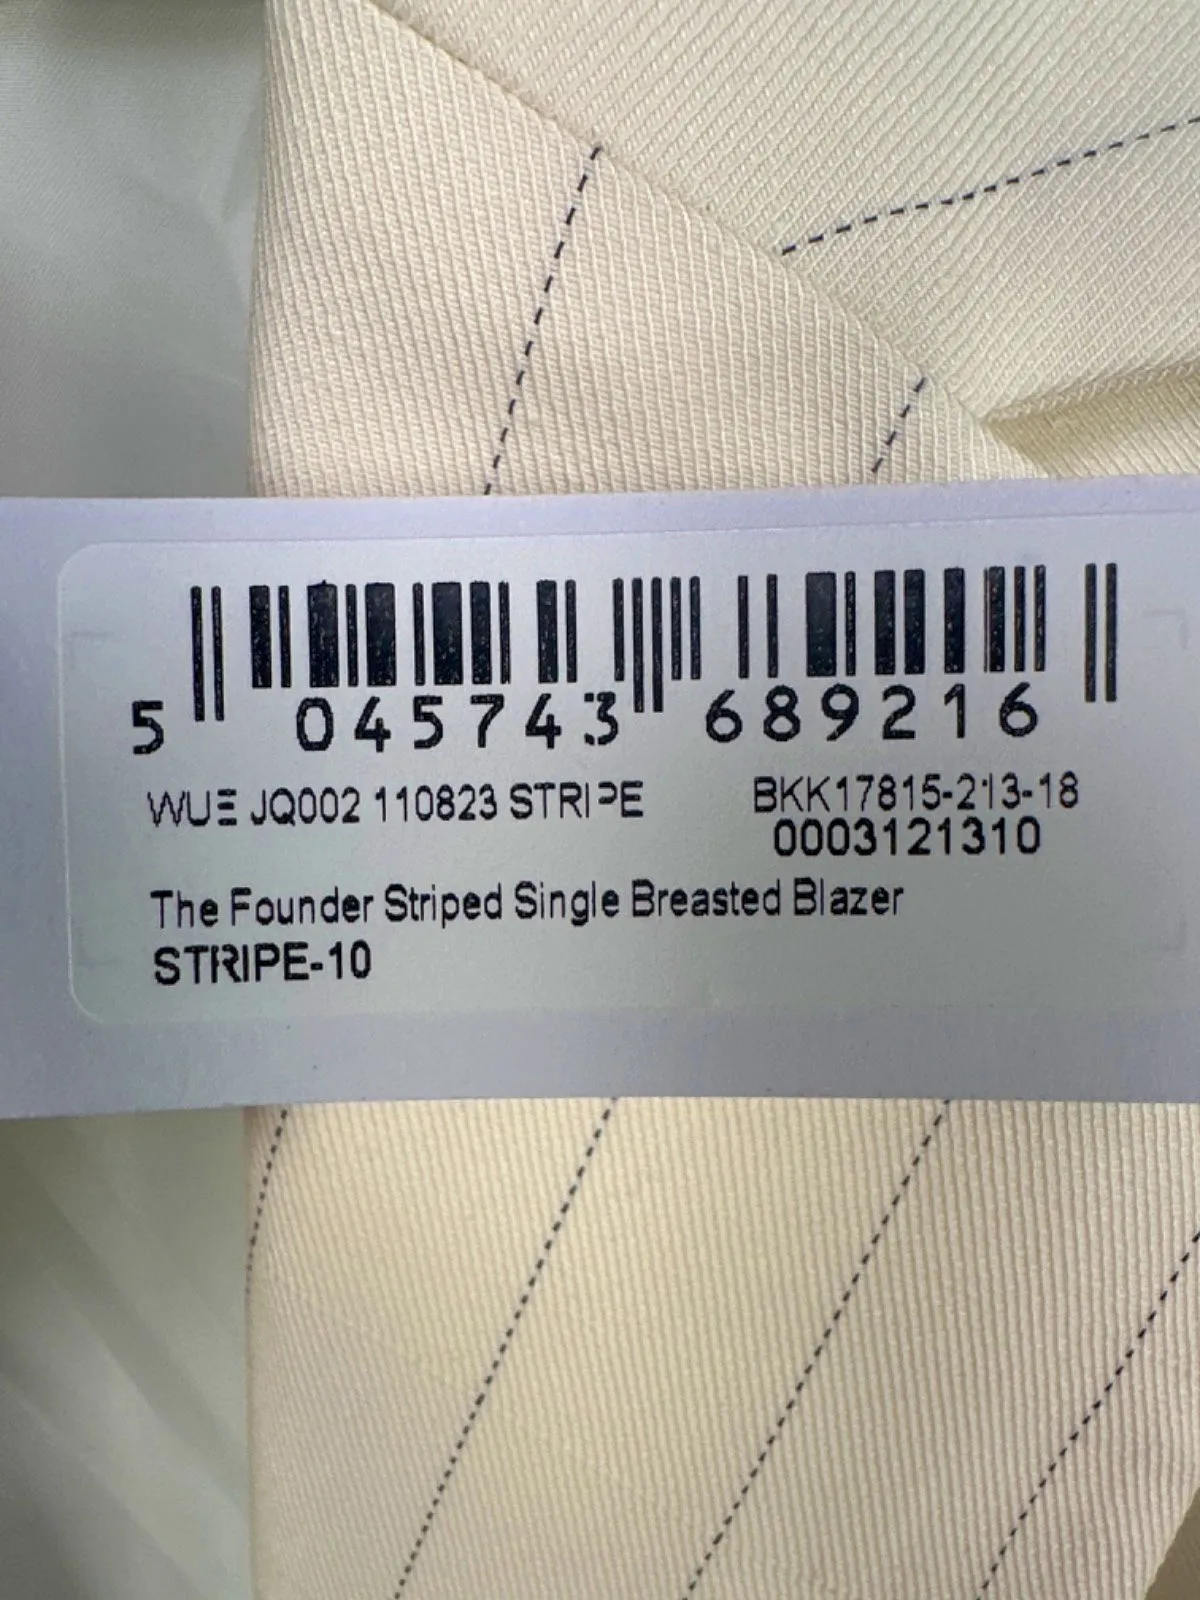 5 045743 689216
WUE JQ002 110823 STRIPE BKK17815-213-18
0003121310
The Founder Striped Single Breasted Blazer
STRIPE-10